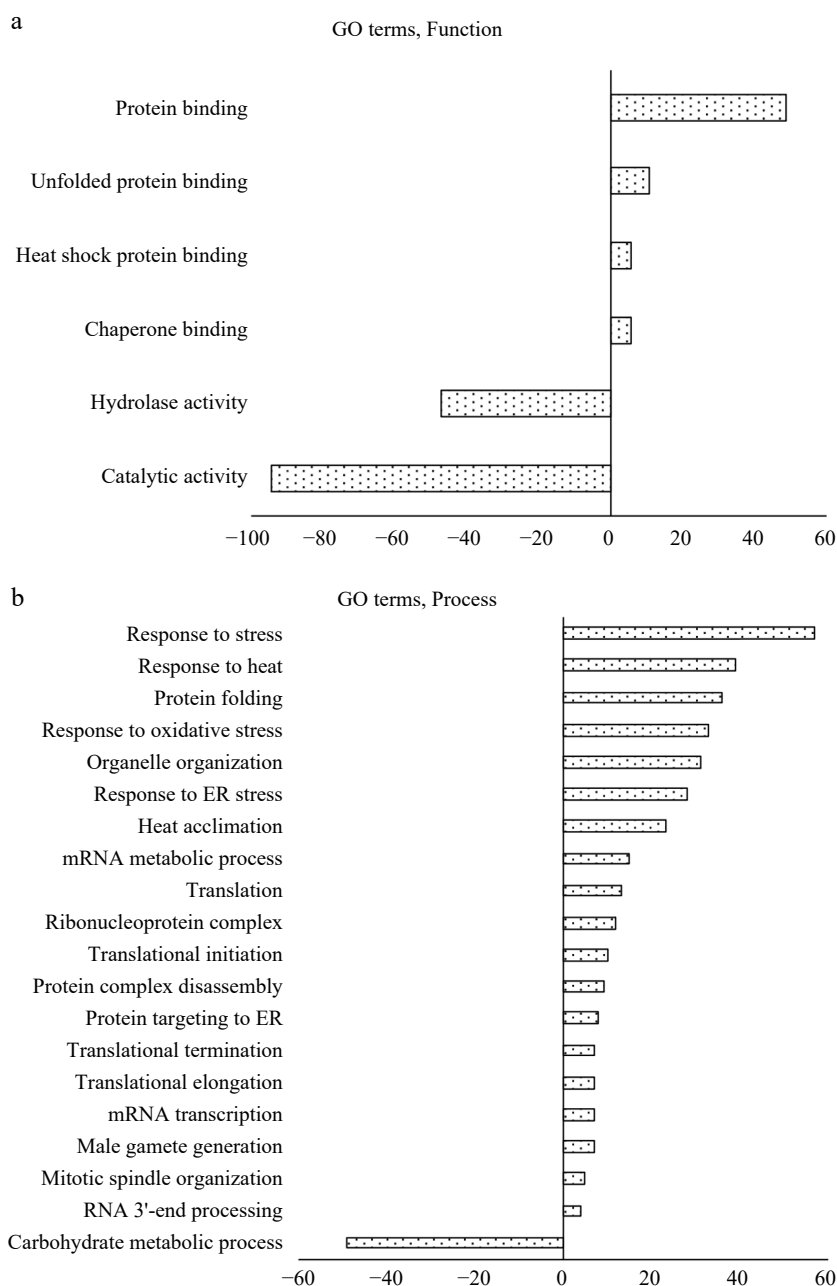 a
GO terms, Function
Protein binding
Unfolded protein binding
Heat shock protein binding
Chaperone binding
Hydrolase activity
Catalytic activity
−100 −80 −60 −40 −20 0 20 40 60
b
GO terms, Process
Response to stress
Response to heat
Protein folding
Response to oxidative stress
Organelle organization
Response to ER stress
Heat acclimation
mRNA metabolic process
Translation
Ribonucleoprotein complex
Translational initiation
Protein complex disassembly
Protein targeting to ER
Translational termination
Translational elongation
mRNA transcription
Male gamete generation
Mitotic spindle organization
RNA 3'-end processing
Carbohydrate metabolic process
−60 −40 −20 0 20 40 60